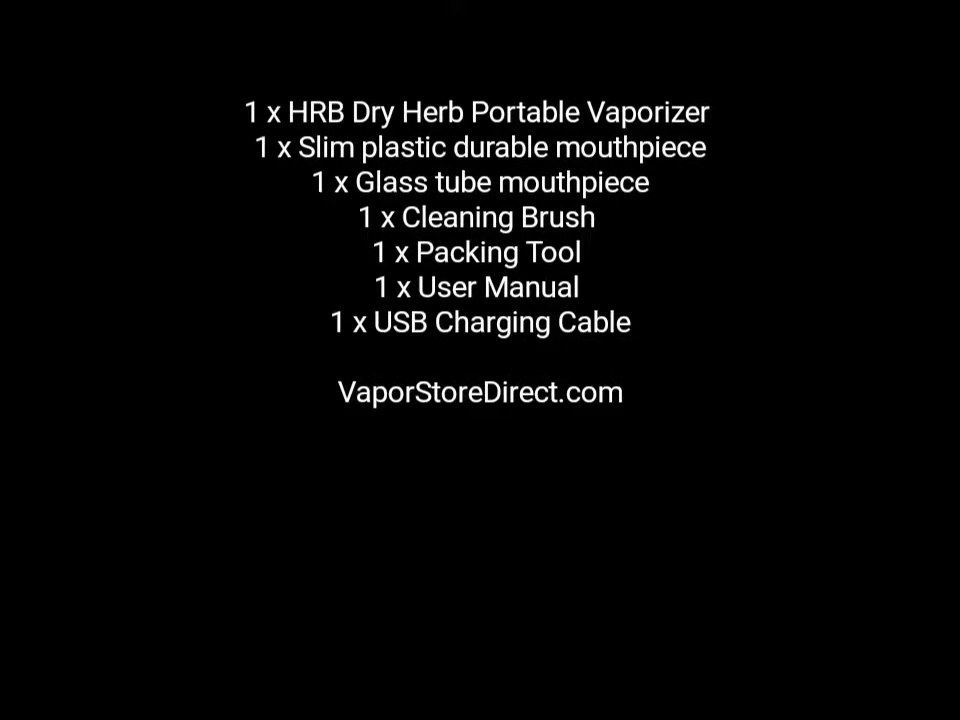 1 x HRB Dry Herb Portable Vaporizer
1 x Slim plastic durable mouthpiece
1 x Glass tube mouthpiece
1 x Cleaning Brush
1 x Packing Tool
1 x User Manual
1 x USB Charging Cable
VaporStoreDirect.com